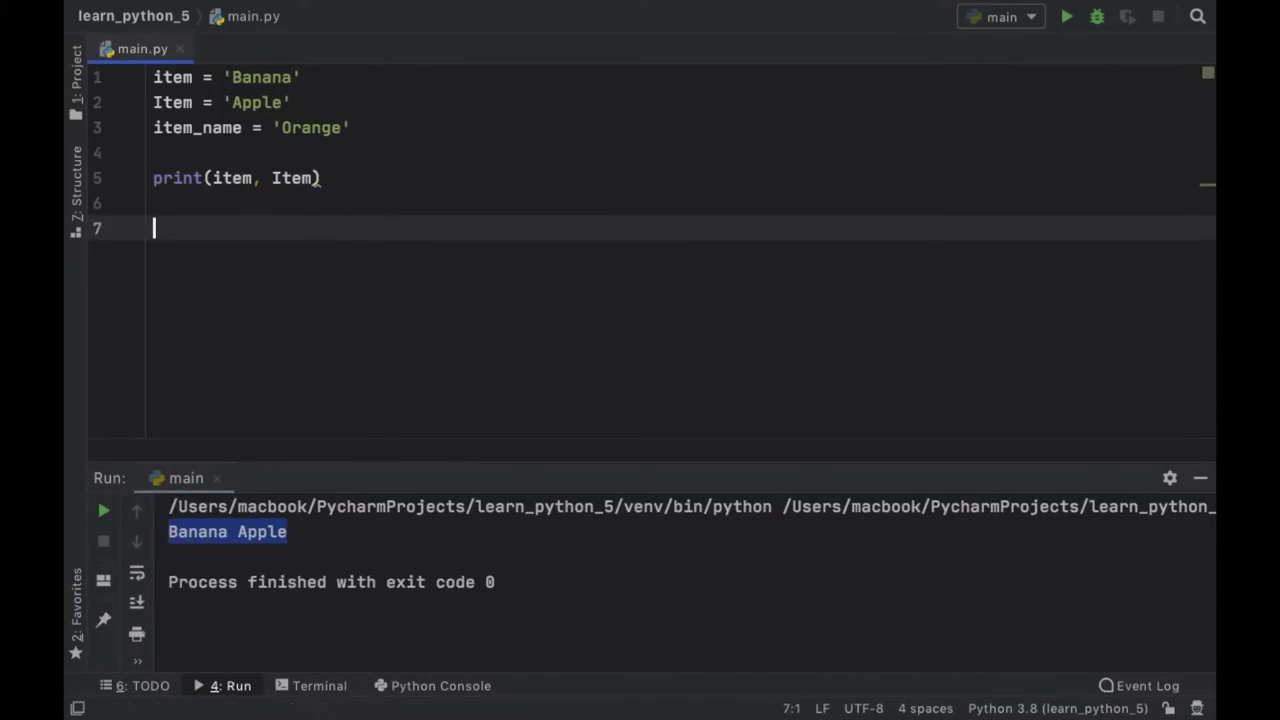 learn_python_5 main.py main
main.py
1: Project
7: Structure
2: Favorites
1 item = 'Banana'
2 Item = 'Apple'
3 item_name = 'Orange'
4
5 print(item, Item)
6
7
Run: main
/Users/macbook/PycharmProjects/learn_python_5/venv/bin/python /Users/macbook/PycharmProjects/learn_python_
Banana Apple
Process finished with exit code 0
6: TODO 4: Run Terminal Python Console Event Log
7:1 LF UTF-8 4 spaces Python 3.8 (learn_python_5)